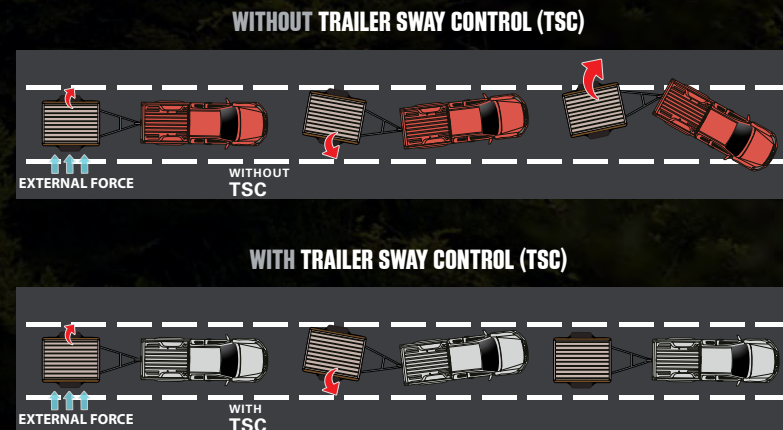 WITHOUT TRAILER SWAY CONTROL (TSC)
EXTERNAL FORCE
WITHOUT
TSC
WITH TRAILER SWAY CONTROL (TSC)
EXTERNAL FORCE
WITH
TSC